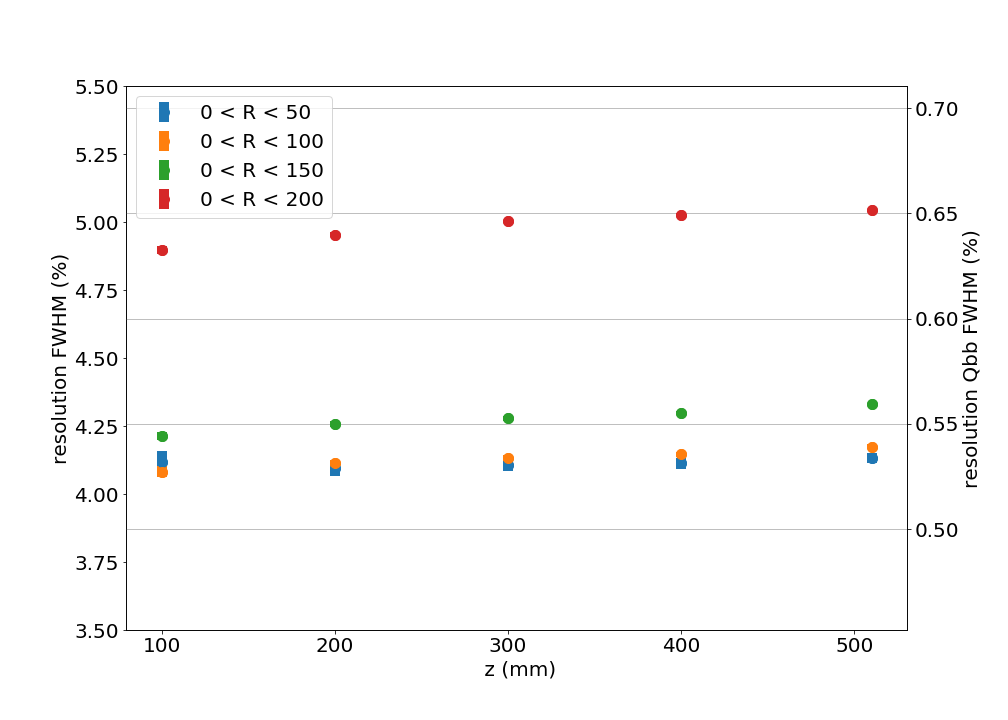 0 < R < 50
0 < R < 100
0 < R < 150
0 < R < 200
resolution FWHM (%)
5.50
5.25
5.00
4.75
4.50
4.25
4.00
3.75
3.50
100 200 300 400 500
z (mm)
0.70
0.65
0.60
0.55
0.50
resolution Qbb FWHM (%)